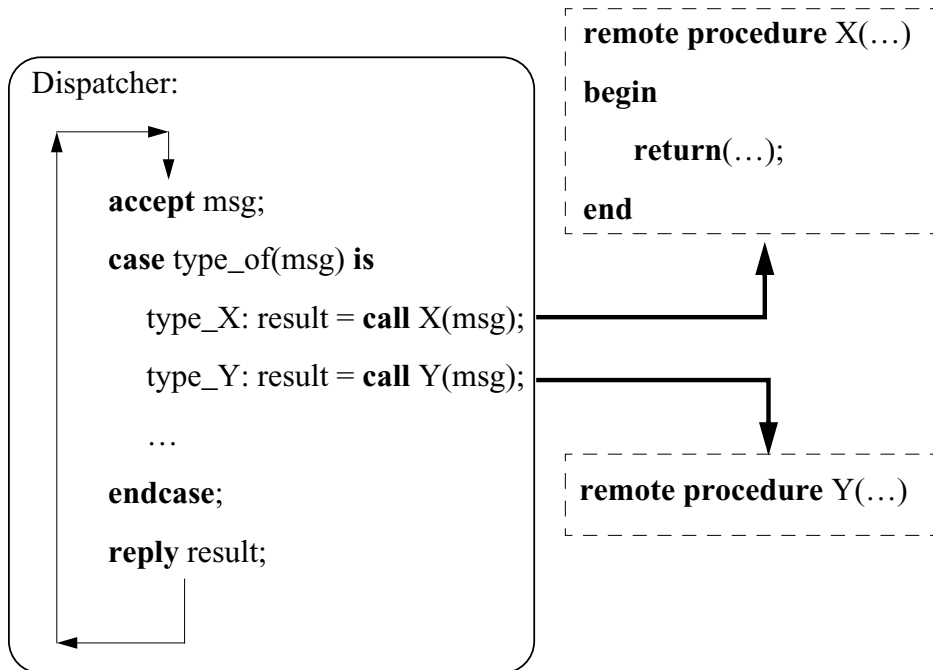 Dispatcher:
accept msg;
case type_of(msg) is
type_X: result = call X(msg);
type_Y: result = call Y(msg);
…
endcase;
reply result;
remote procedure X(…)
begin
return(…);
end
remote procedure Y(…)